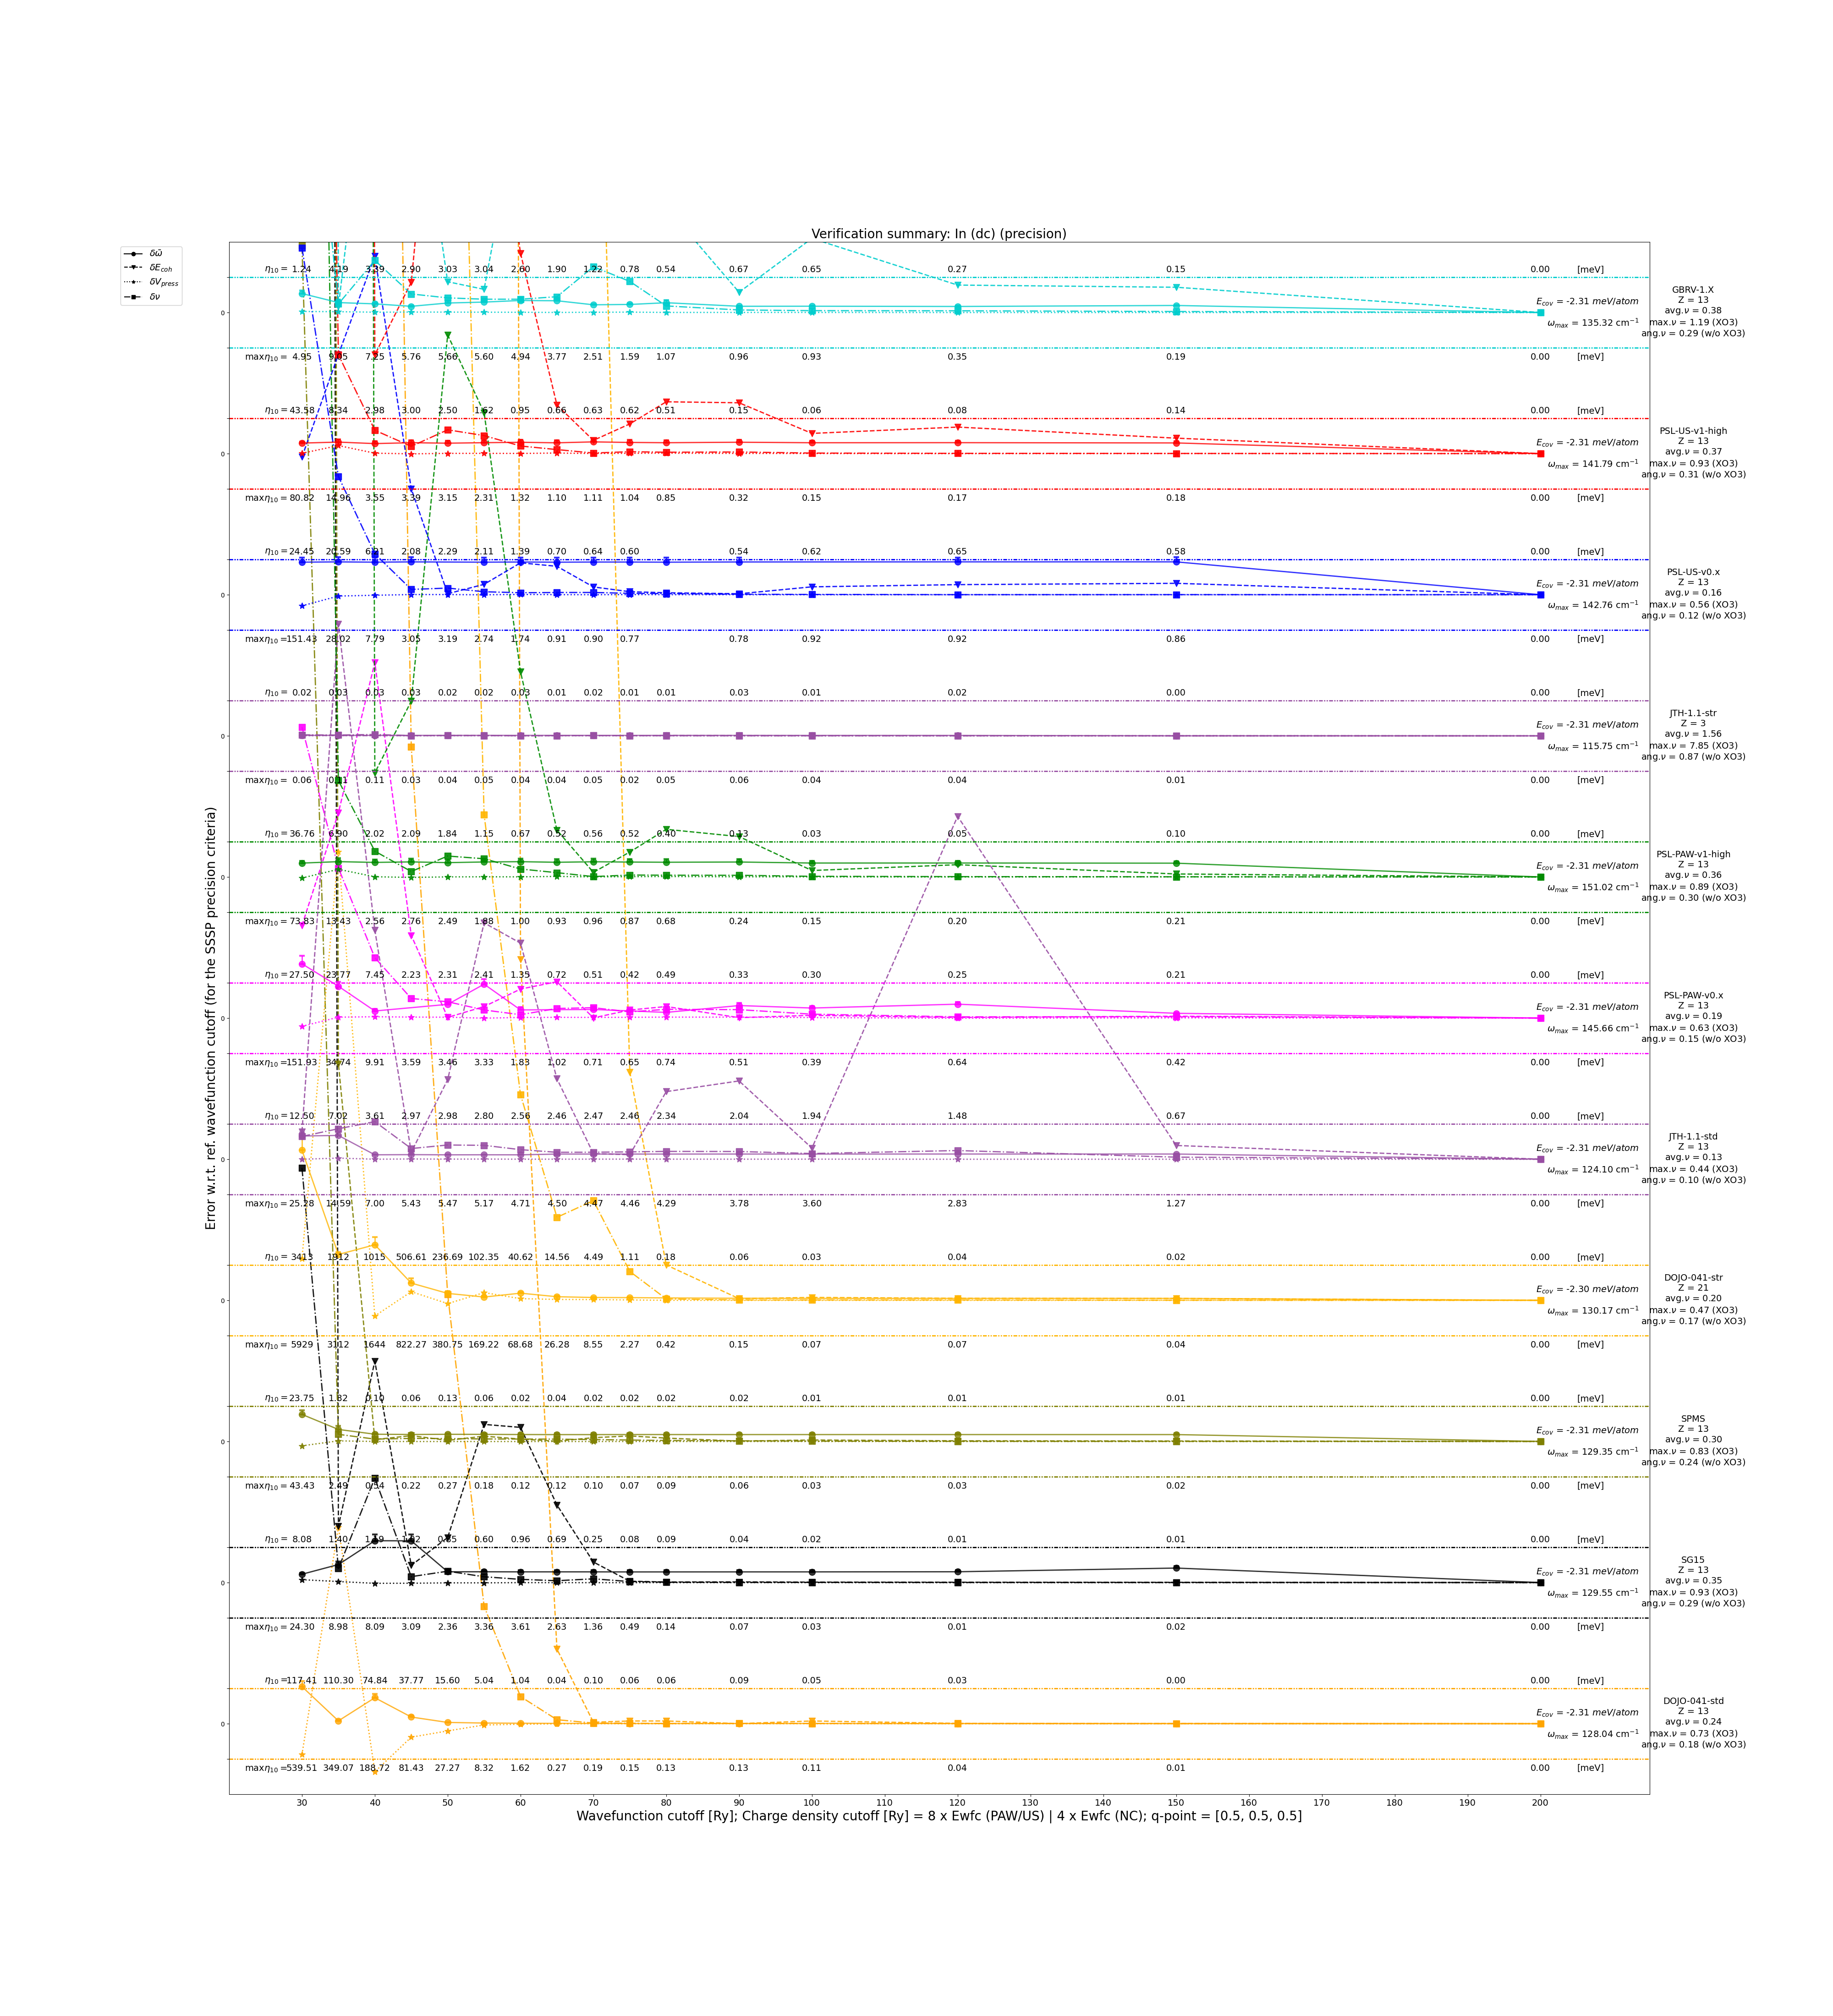 Verification summary: In (dc) (precision)
δω̄
δE_coh
δV_press
δν
Error w.r.t. ref. wavefunction cutoff (for the SSSP precision criteria)
η₁₀ = 1.24 4.19 3.39 2.90 3.03 3.04 2.60 1.90 1.22 0.78 0.54 0.67 0.65 0.27 0.15 0.00 [meV]
0
E_cov = -2.31 meV/atom
ω_max = 135.32 cm⁻¹
GBRV-1.X
Z = 13
avg.ν = 0.38
max.ν = 1.19 (XO3)
ang.ν = 0.29 (w/o XO3)
maxη₁₀ = 4.95 7.25 5.76 5.66 5.60 4.94 3.77 2.51 1.59 1.07 0.96 0.93 0.35 0.19 0.00 [meV]
η₁₀ = 43.58 8.34 2.98 3.00 2.50 1.62 0.95 0.66 0.63 0.62 0.51 0.15 0.06 0.08 0.14 0.00 [meV]
0
E_cov = -2.31 meV/atom
ω_max = 141.79 cm⁻¹
PSL-US-v1-high
Z = 13
avg.ν = 0.37
max.ν = 0.93 (XO3)
ang.ν = 0.31 (w/o XO3)
maxη₁₀ = 80.82 14.96 3.55 3.39 3.15 2.31 1.32 1.10 1.11 1.04 0.85 0.32 0.15 0.17 0.18 0.00 [meV]
η₁₀ = 24.45 20.59 2.08 2.29 2.11 1.39 0.70 0.64 0.60 0.54 0.62 0.65 0.58 0.00 [meV]
0
E_cov = -2.31 meV/atom
ω_max = 142.76 cm⁻¹
PSL-US-v0.x
Z = 13
avg.ν = 0.16
max.ν = 0.56 (XO3)
ang.ν = 0.12 (w/o XO3)
maxη₁₀ =151.43 28.02 7.79 3.05 3.19 2.74 1.74 0.91 0.90 0.77 0.78 0.92 0.92 0.86 0.00 [meV]
η₁₀ = 0.02 0.03 0.03 0.03 0.02 0.02 0.03 0.01 0.02 0.01 0.01 0.03 0.01 0.02 0.00 0.00 [meV]
0
E_cov = -2.31 meV/atom
ω_max = 115.75 cm⁻¹
JTH-1.1-str
Z = 3
avg.ν = 1.56
max.ν = 7.85 (XO3)
ang.ν = 0.87 (w/o XO3)
maxη₁₀ = 0.06 0.11 0.03 0.04 0.05 0.04 0.04 0.05 0.02 0.05 0.06 0.04 0.04 0.01 0.00 [meV]
η₁₀ = 36.76 6.90 2.02 2.09 1.84 1.15 0.67 0.52 0.56 0.52 0.40 0.13 0.03 0.05 0.10 0.00 [meV]
0
E_cov = -2.31 meV/atom
ω_max = 151.02 cm⁻¹
PSL-PAW-v1-high
Z = 13
avg.ν = 0.36
max.ν = 0.89 (XO3)
ang.ν = 0.30 (w/o XO3)
maxη₁₀ = 73.83 13.43 2.56 2.76 2.49 1.88 1.00 0.93 0.96 0.87 0.68 0.24 0.15 0.20 0.21 0.00 [meV]
η₁₀ = 27.50 23.77 7.45 2.23 2.31 2.41 1.35 0.72 0.51 0.42 0.49 0.33 0.30 0.25 0.21 0.00 [meV]
0
E_cov = -2.31 meV/atom
ω_max = 145.66 cm⁻¹
PSL-PAW-v0.x
Z = 13
avg.ν = 0.19
max.ν = 0.63 (XO3)
ang.ν = 0.15 (w/o XO3)
maxη₁₀ =151.93 34.74 9.91 3.59 3.46 3.33 1.83 1.02 0.71 0.65 0.74 0.51 0.39 0.64 0.42 0.00 [meV]
η₁₀ = 12.50 7.02 3.61 2.97 2.98 2.80 2.56 2.46 2.47 2.46 2.34 2.04 1.94 1.48 0.67 0.00 [meV]
0
E_cov = -2.31 meV/atom
ω_max = 124.10 cm⁻¹
JTH-1.1-std
Z = 13
avg.ν = 0.13
max.ν = 0.44 (XO3)
ang.ν = 0.10 (w/o XO3)
maxη₁₀ = 25.28 14.59 7.00 5.43 5.47 5.17 4.71 4.50 4.47 4.46 4.29 3.78 3.60 2.83 1.27 0.00 [meV]
η₁₀ = 3413 1912 1015 506.61 236.69 102.35 40.62 14.56 4.49 1.11 0.18 0.06 0.03 0.04 0.02 0.00 [meV]
0
E_cov = -2.30 meV/atom
ω_max = 130.17 cm⁻¹
DOJO-041-str
Z = 21
avg.ν = 0.20
max.ν = 0.47 (XO3)
ang.ν = 0.17 (w/o XO3)
maxη₁₀ = 5929 3112 1644 822.27 380.75 169.22 68.68 26.28 8.55 2.27 0.42 0.15 0.07 0.07 0.04 0.00 [meV]
η₁₀ = 23.75 1.82 0.10 0.06 0.13 0.06 0.02 0.04 0.02 0.02 0.02 0.02 0.01 0.01 0.01 0.00 [meV]
0
E_cov = -2.31 meV/atom
ω_max = 129.35 cm⁻¹
SPMS
Z = 13
avg.ν = 0.30
max.ν = 0.83 (XO3)
ang.ν = 0.24 (w/o XO3)
maxη₁₀ = 43.43 2.49 0.22 0.27 0.18 0.12 0.12 0.10 0.07 0.09 0.06 0.03 0.03 0.02 0.00 [meV]
η₁₀ = 8.08 1.40 0.60 0.96 0.69 0.25 0.08 0.09 0.04 0.02 0.01 0.01 0.00 [meV]
0
E_cov = -2.31 meV/atom
ω_max = 129.55 cm⁻¹
SG15
Z = 13
avg.ν = 0.35
max.ν = 0.93 (XO3)
ang.ν = 0.29 (w/o XO3)
maxη₁₀ = 24.30 8.98 8.09 3.09 2.36 3.36 3.61 2.63 1.36 0.49 0.14 0.07 0.03 0.01 0.02 0.00 [meV]
η₁₀ =117.41 110.30 74.84 37.77 15.60 5.04 1.04 0.04 0.10 0.06 0.06 0.09 0.05 0.03 0.00 0.00 [meV]
0
E_cov = -2.31 meV/atom
ω_max = 128.04 cm⁻¹
DOJO-041-std
Z = 13
avg.ν = 0.24
max.ν = 0.73 (XO3)
ang.ν = 0.18 (w/o XO3)
maxη₁₀ =539.51 349.07 188.72 81.43 27.27 8.32 1.62 0.27 0.19 0.15 0.13 0.13 0.11 0.04 0.01 0.00 [meV]
30 40 50 60 70 80 90 100 110 120 130 140 150 160 170 180 190 200
Wavefunction cutoff [Ry]; Charge density cutoff [Ry] = 8 x Ewfc (PAW/US) | 4 x Ewfc (NC); q-point = [0.5, 0.5, 0.5]